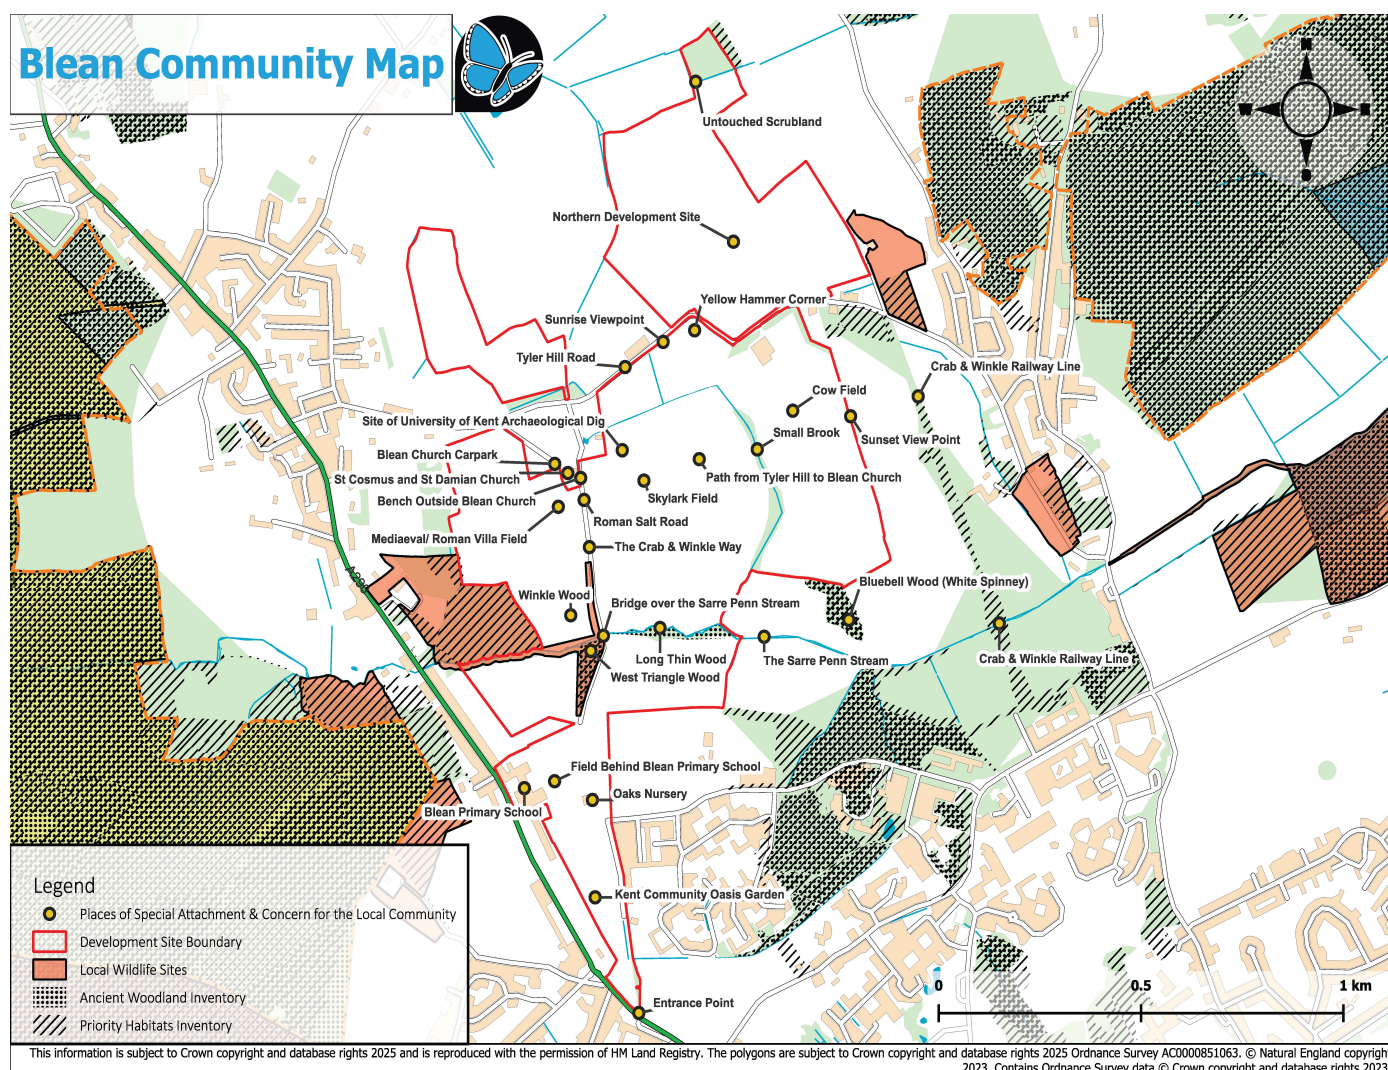 Blean Community Map
Untouched Scrubland
Northern Development Site
Yellow Hammer Corner
Sunrise Viewpoint
Tyler Hill Road
Crab & Winkle Railway Line
Cow Field
Site of University of Kent Archaeological Dig
Small Brook
Sunset View Point
Blean Church Carpark
St Cosmus and St Damian Church
Path from Tyler Hill to Blean Church
Bench Outside Blean Church
Skylark Field
Roman Salt Road
Mediaeval/ Roman Villa Field
The Crab & Winkle Way
Bluebell Wood (White Spinney)
Winkle Wood
Bridge over the Sarre Penn Stream
Long Thin Wood
The Sarre Penn Stream
Crab & Winkle Railway Line
West Triangle Wood
Field Behind Blean Primary School
Oaks Nursery
Blean Primary School
Kent Community Oasis Garden
Entrance Point
Legend
Places of Special Attachment & Concern for the Local Community
Development Site Boundary
Local Wildlife Sites
Ancient Woodland Inventory
Priority Habitats Inventory
0 0.5 1 km
This information is subject to Crown copyright and database rights 2025 and is reproduced with the permission of HM Land Registry. The polygons are subject to Crown copyright and database rights 2025 Ordnance Survey AC0000851063. © Natural England copyright
2023. Contains Ordnance Survey data © Crown copyright and database rights 2023